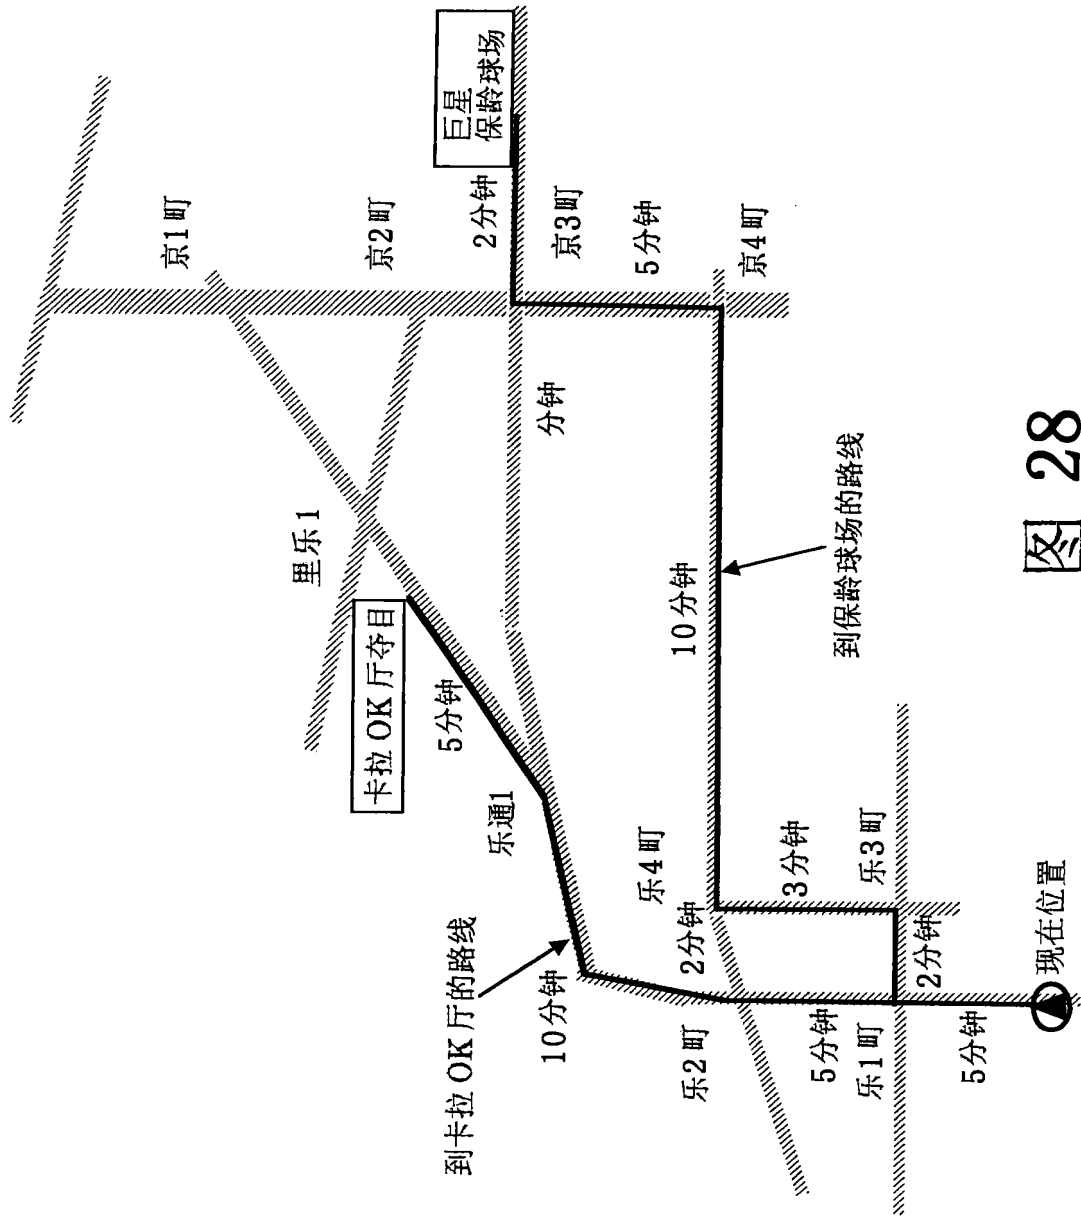 京1町
京2町
巨星
保龄球场
2分钟
京3町
5分钟
京4町
分钟
里乐1
卡拉OK厅夺目
5分钟
乐通1
10分钟
到保龄球场的路线
到卡拉OK厅的路线
10分钟
乐4町
2分钟
3分钟
乐3町
乐2町
5分钟
乐1町
2分钟
5分钟
现在位置
图 28